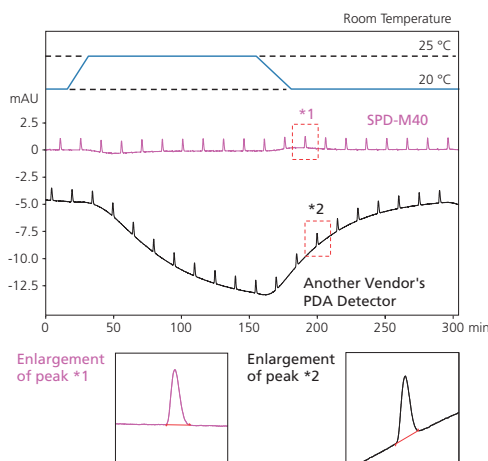 Room Temperature
25 °C
20 °C
mAU
*1
SPD-M40
2.5
0
-2.5
-5.0
*2
-7.5
-10.0
Another Vendor's
-12.5
PDA Detector
0 50 100 150 200 250 300 min
Enlargement
of peak *1
Enlargement
of peak *2